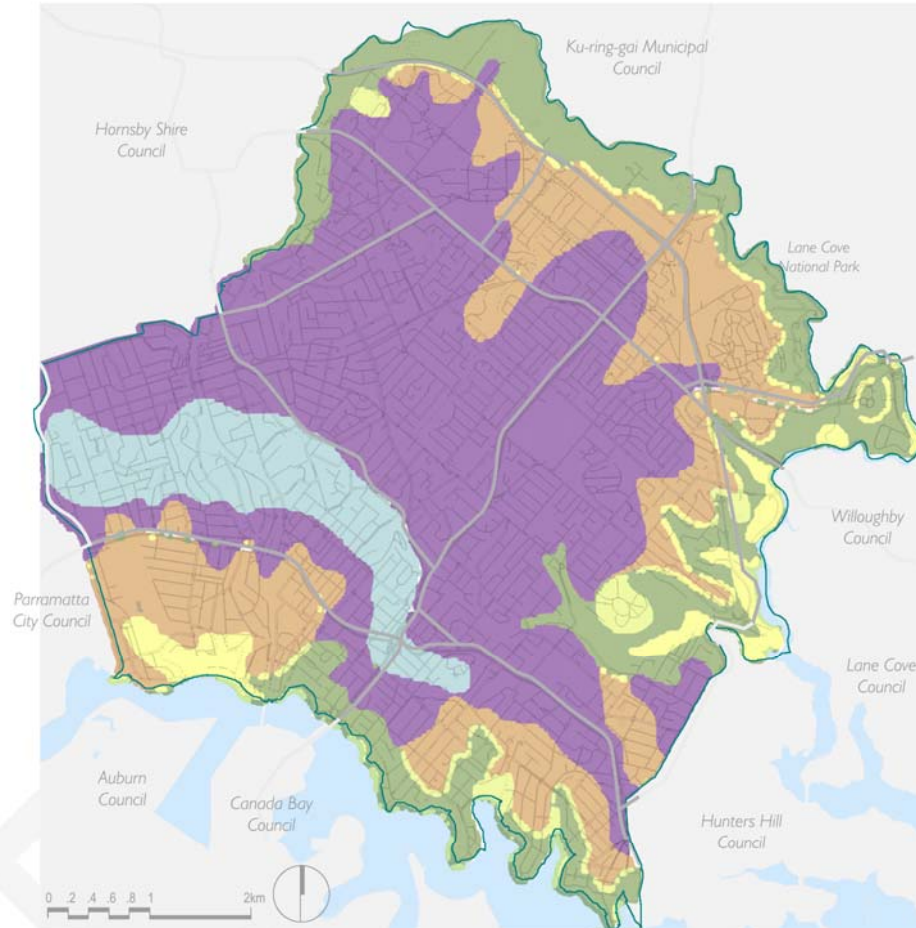 Ku-ring-gai Municipal
Council
Hornsby Shire
Council
Lane Cove
National Park
Willoughby
Council
Parramatta
City Council
Lane Cove
Council
Auburn
Council
Canada Bay
Council
Hunters Hill
Council
0 .2 .4 .6 .8 1 2km